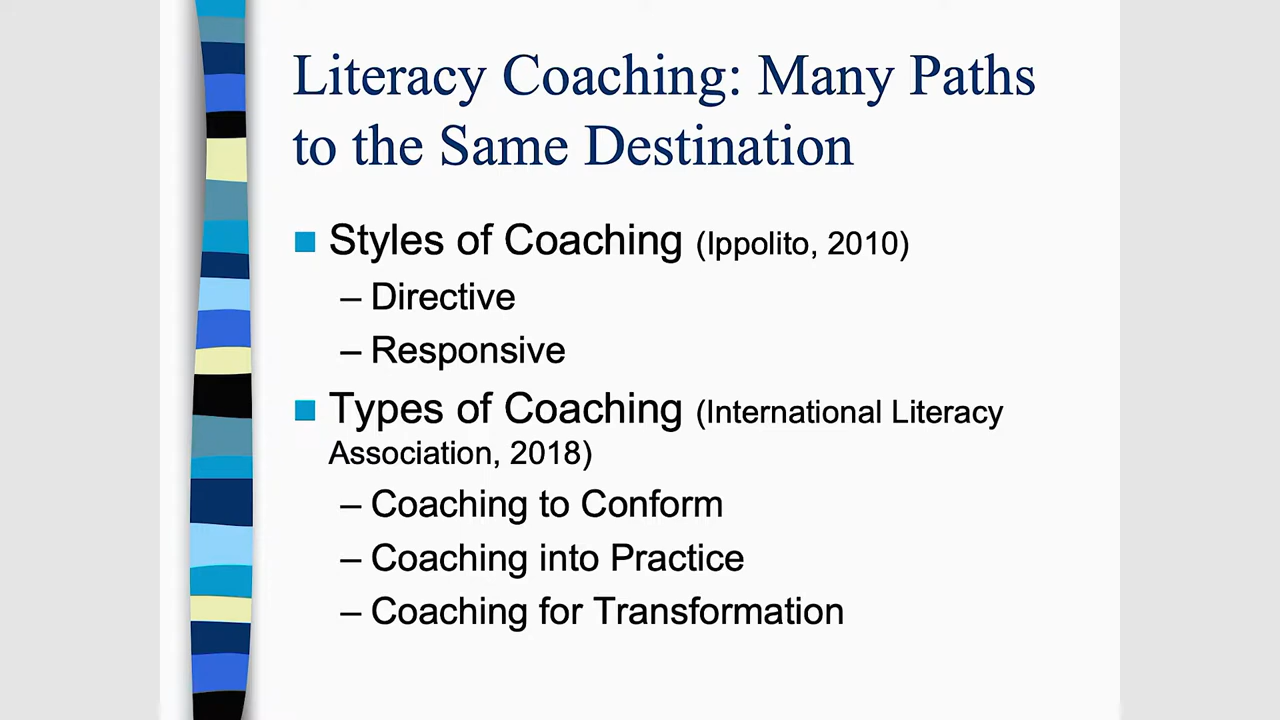 Literacy Coaching: Many Paths
to the Same Destination
Styles of Coaching (Ippolito, 2010)
– Directive
– Responsive
Types of Coaching (International Literacy
Association, 2018)
– Coaching to Conform
– Coaching into Practice
– Coaching for Transformation